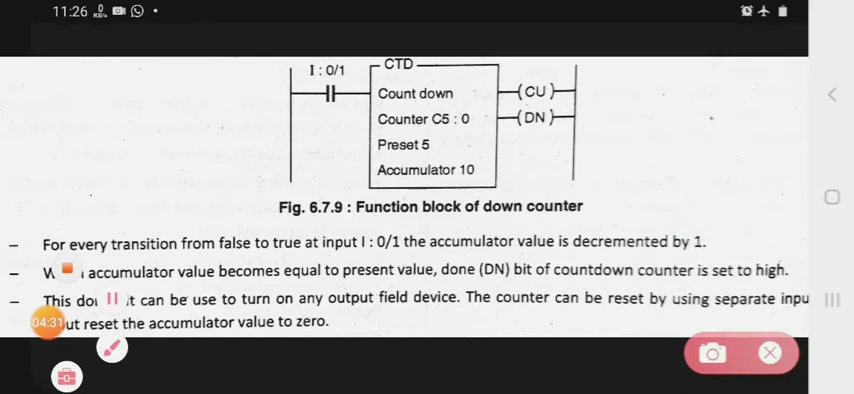 11:26 0 KB/s
I : 0/1
CTD
Count down
Counter C5 : 0
Preset 5
Accumulator 10
CU
DN
Fig. 6.7.9 : Function block of down counter
– For every transition from false to true at input I : 0/1 the accumulator value is decremented by 1.
– accumulator value becomes equal to present value, done (DN) bit of countdown counter is set to high.
– This it can be use to turn on any output field device. The counter can be reset by using separate inpu
04:31 ut reset the accumulator value to zero.